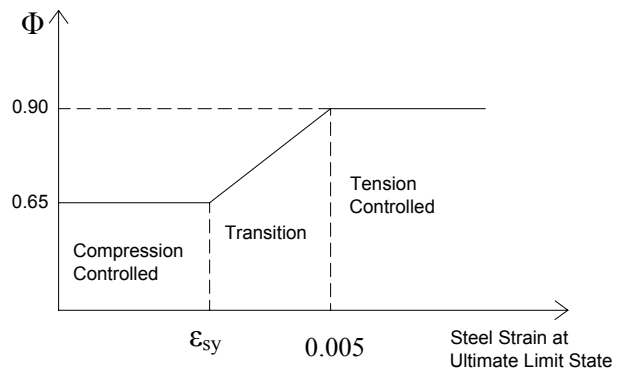 Φ
0.90
0.65
Tension
Controlled
Transition
Compression
Controlled
εsy
0.005
Steel Strain at
Ultimate Limit State